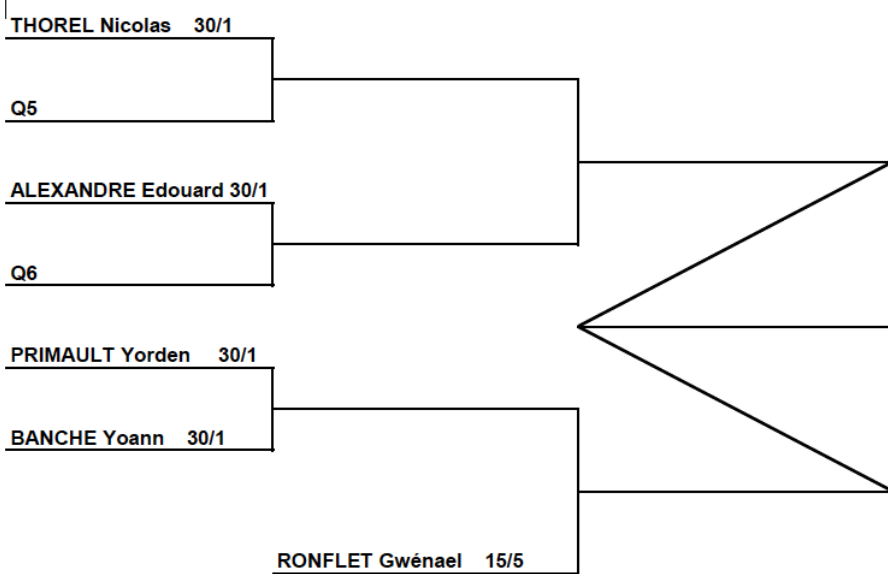 THOREL Nicolas 30/1
Q5
ALEXANDRE Edouard 30/1
Q6
PRIMAULT Yorden 30/1
BANCHE Yoann 30/1
RONFLET Gwénael 15/5